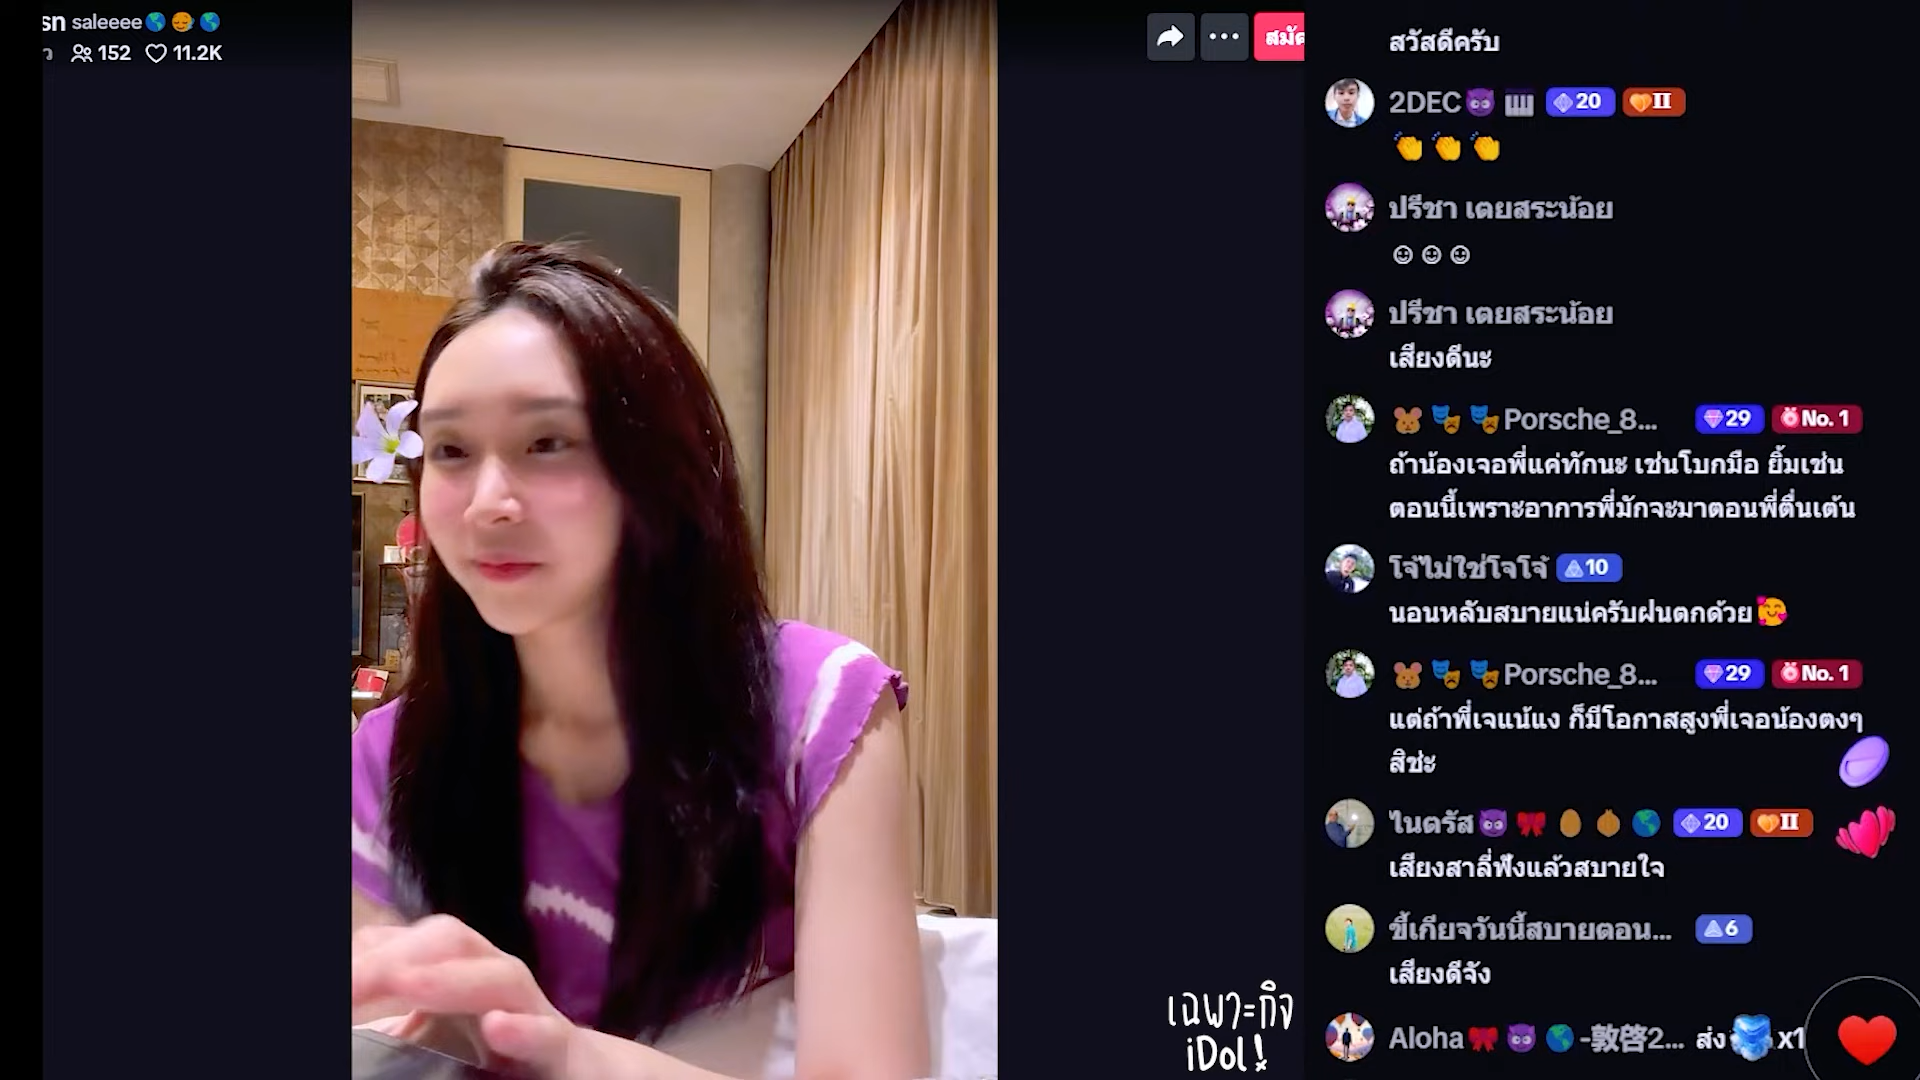 sn saleeee
152 11.2K
สวัสดีครับ
2DEC 20 II
ปรีชา เตยสระน้อย
ปรีชา เตยสระน้อย
เสียงดีนะ
Porsche_8... 29 No. 1
ถ้าน้องเจอพี่แค่ทักนะ เช่นโบกมือ ยิ้มเช่น
ตอนนี้เพราะอาการพี่มักจะมาตอนพี่ตื่นเต้น
โจ้ไม่ใช่โจโจ้ 10
นอนหลับสบายแน่ครับฝนตกด้วย
Porsche_8... 29 No. 1
แต่ถ้าพี่เจแน้แง ก็มีโอกาสสูงพี่เจอน้องตงๆ
สิช่ะ
ไนตรัส 20 II
เสียงสาลี่ฟังแล้วสบายใจ
ขี้เกียจวันนี้สบายตอน... 6
เสียงดีจัง
Aloha -敦啓2... ส่ง x1
เฉพาะกิจ
iDol!